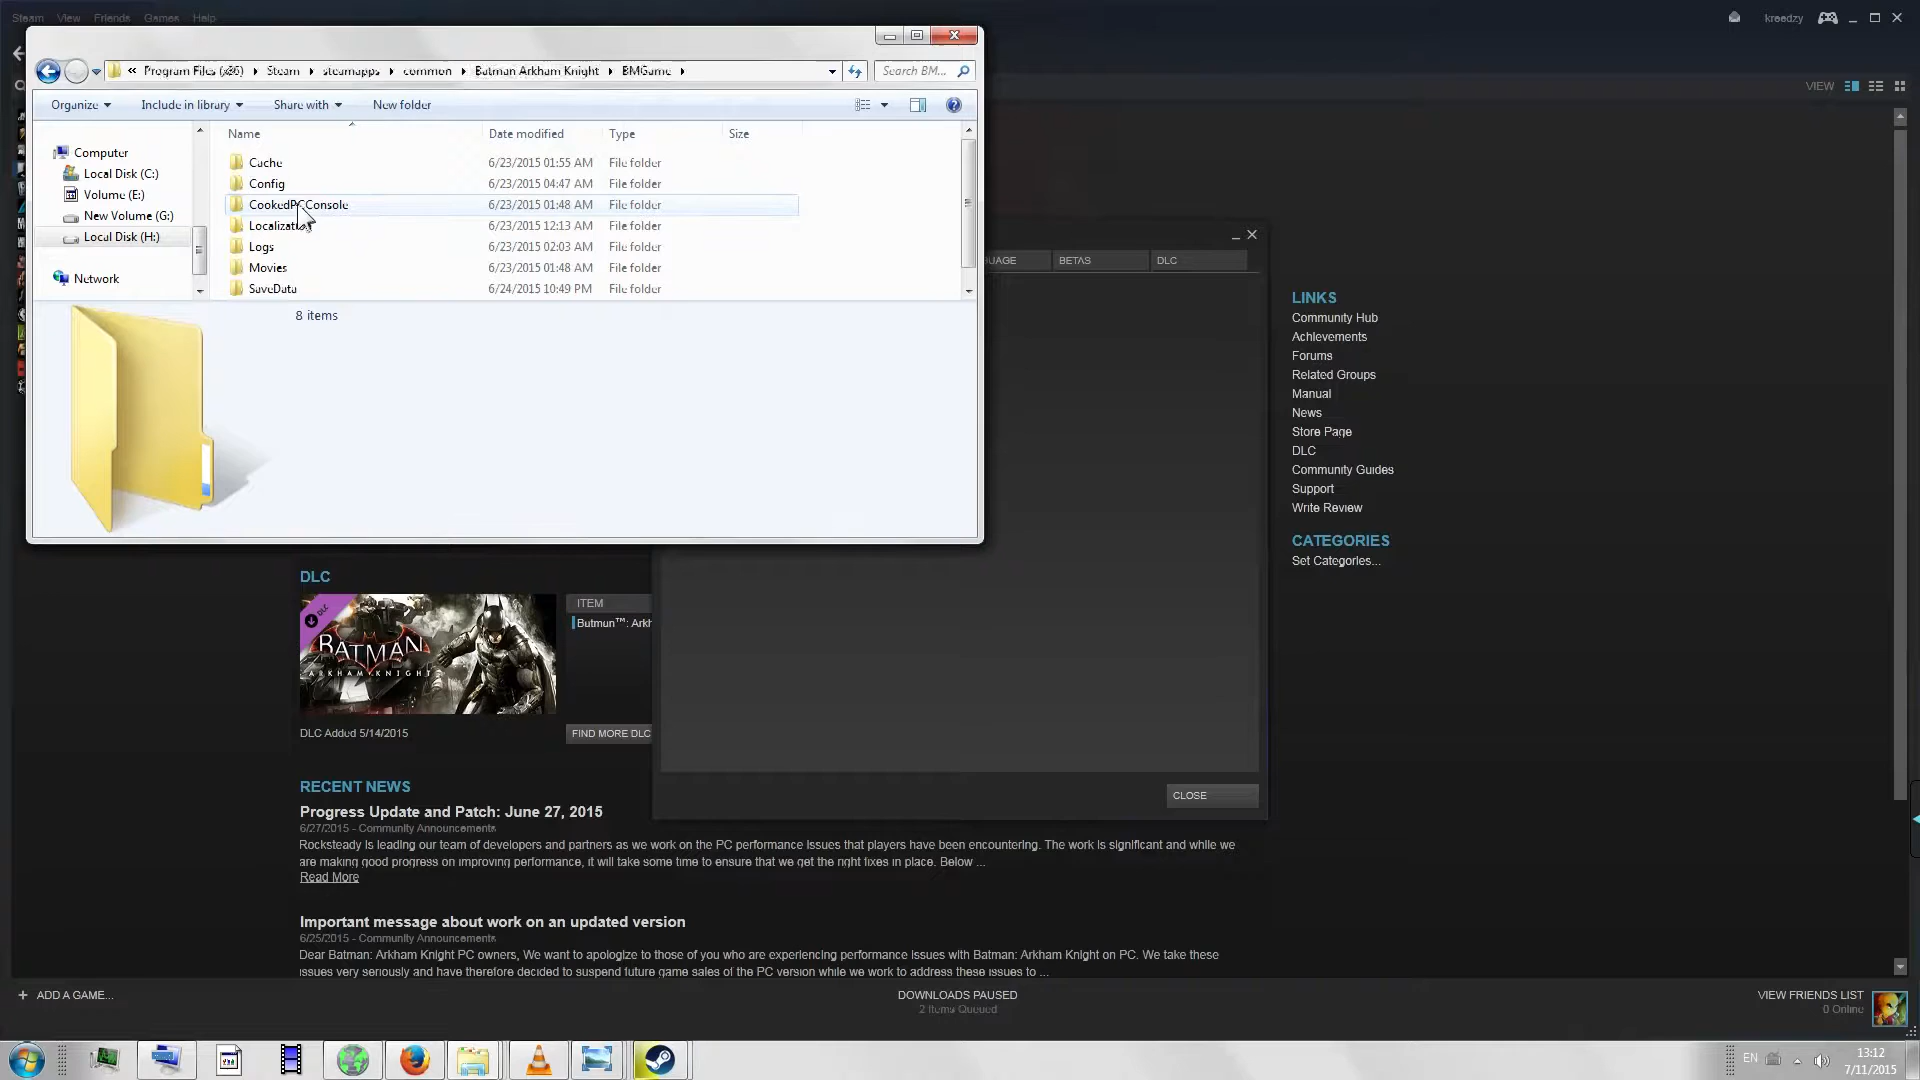 Steam View Friends Games Help
kreedzy
« Program Files (x86) Steam steamapps common Batman Arkham Knight BMGame
Search BM...
Organize Include in library Share with New folder
VIEW
Name Date modified Type Size
Computer
Local Disk (C:)
Volume (E:)
New Volume (G:)
Local Disk (H:)
Network
Cache 6/23/2015 01:55 AM File folder
Config 6/23/2015 04:47 AM File folder
CookedPCConsole 6/23/2015 01:48 AM File folder
6/23/2015 12:13 AM File folder
Logs 6/23/2015 02:03 AM File folder
Movies 6/23/2015 01:48 AM File folder
SaveData 6/24/2015 10:49 PM File folder
8 items
BETAS DLC
LINKS
Community Hub
Achievements
Forums
Related Groups
Manual
News
Store Page
DLC
Community Guides
Support
Write Review
CATEGORIES
Set Categories...
DLC
DLC
BATMAN
ARKHAM KNIGHT
ITEM
Batman™: Arkh
DLC Added 5/14/2015
FIND MORE DLC
CLOSE
RECENT NEWS
Progress Update and Patch: June 27, 2015
6/27/2015 - Community Announcements
Rocksteady is leading our team of developers and partners as we work on the PC performance issues that players have been encountering. The work is significant and while we
are making good progress on improving performance, it will take some time to ensure that we get the right fixes in place. Below ...
Read More
Important message about work on an updated version
6/25/2015 - Community Announcements
Dear Batman: Arkham Knight PC owners, We want to apologize to those of you who are experiencing performance issues with Batman: Arkham Knight on PC. We take these
issues very seriously and have therefore decided to suspend future game sales of the PC version while we work to address these issues to ...
+ ADD A GAME...
DOWNLOADS PAUSED
2 Items Queued
VIEW FRIENDS LIST
0 Online
EN
13:12
7/11/2015